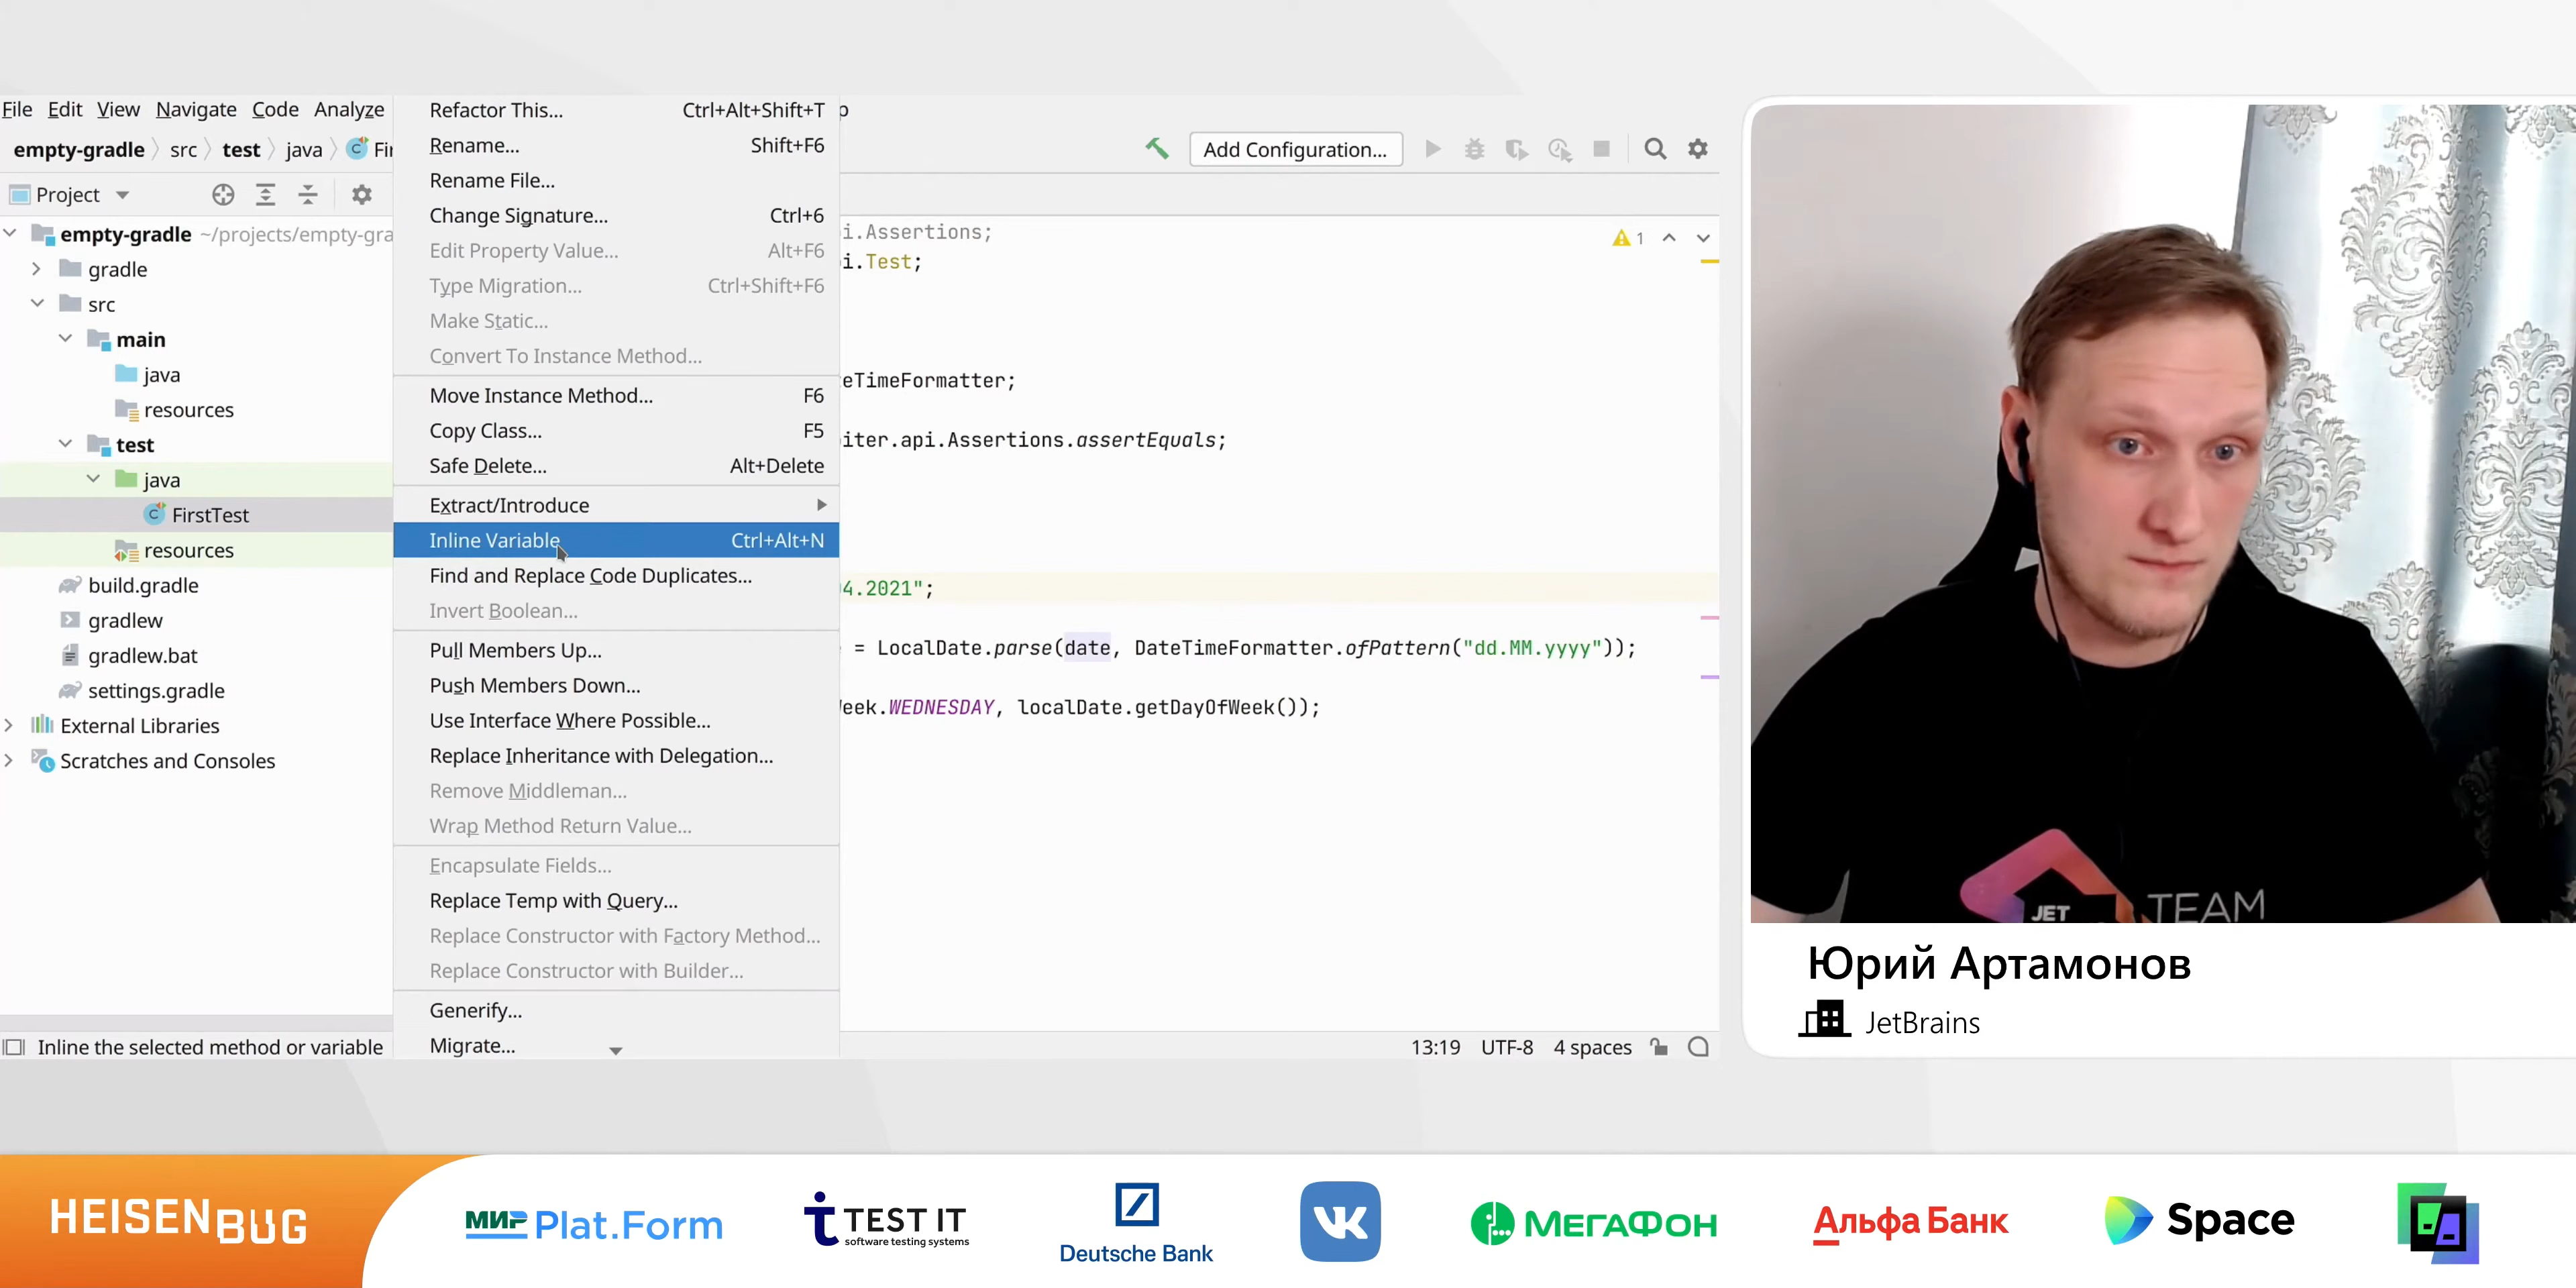 File Edit View Navigate Code Analyze
empty-gradle src test java
Add Configuration...
Project
empty-gradle ~/projects/empty-gra
gradle
src
main
java
resources
test
java
FirstTest
resources
build.gradle
gradlew
gradlew.bat
settings.gradle
External Libraries
Scratches and Consoles
Refactor This... Ctrl+Alt+Shift+T
Rename... Shift+F6
Rename File...
Change Signature... Ctrl+6
Edit Property Value... Alt+F6
Type Migration... Ctrl+Shift+F6
Make Static...
Convert To Instance Method...
Move Instance Method... F6
Copy Class... F5
Safe Delete... Alt+Delete
Extract/Introduce
Inline Variable Ctrl+Alt+N
Find and Replace Code Duplicates...
Invert Boolean...
Pull Members Up...
Push Members Down...
Use Interface Where Possible...
Replace Inheritance with Delegation...
Remove Middleman...
Wrap Method Return Value...
Encapsulate Fields...
Replace Temp with Query...
Replace Constructor with Factory Method...
Replace Constructor with Builder...
Generify...
Migrate...
i.Assertions;
i.Test;
1
eTimeFormatter;
iter.api.Assertions.assertEquals;
4.2021";
= LocalDate.parse(date, DateTimeFormatter.ofPattern("dd.MM.yyyy"));
eek.WEDNESDAY, localDate.getDayOfWeek());
Inline the selected method or variable
13:19 UTF-8 4 spaces
JET TEAM
Юрий Артамонов
JetBrains
HEISENBUG
МИР Plat.Form
TEST IT
software testing systems
Deutsche Bank
VK
МЕГАФОН
Альфа Банк
Space